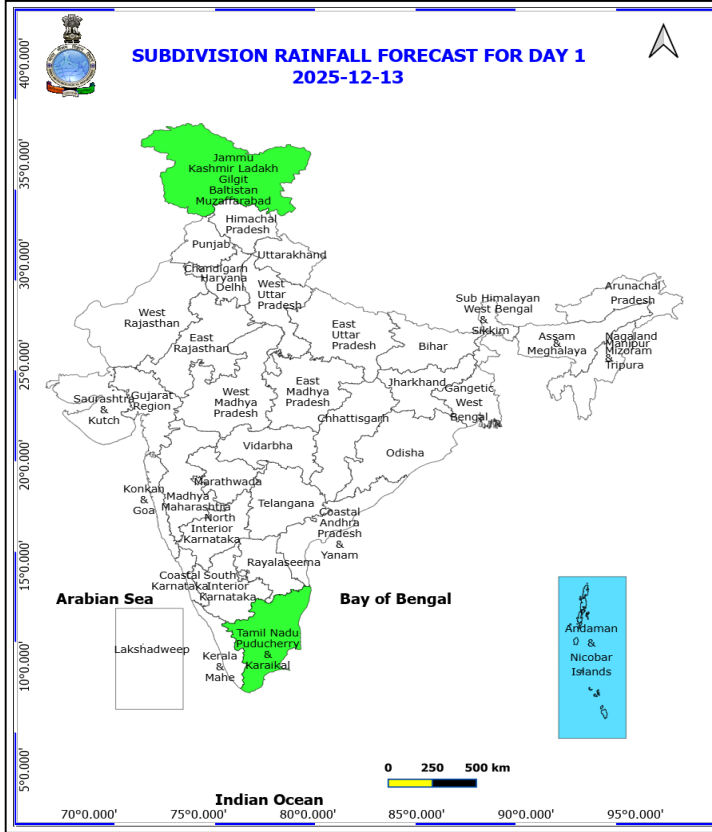 SUBDIVISION RAINFALL FORECAST FOR DAY 1
2025-12-13
40°0.000'
35°0.000'
30°0.000'
25°0.000'
20°0.000'
15°0.000'
10°0.000'
5°0.000'
Jammu
Kashmir Ladakh
Gilgit
Baltistan
Muzaffarabad
Himachal
Pradesh
Punjab
Uttarakhand
Chandigarh
Haryana
Delhi
West
Uttar
Pradesh
West
Rajasthan
East
Rajasthan
East
Uttar
Pradesh
Bihar
Sub Himalayan
West Bengal
&
Sikkim
Arunachal
Pradesh
Assam
&
Meghalaya
Nagaland
Manipur
Mizoram
&
Tripura
Saurashtra
&
Kutch
Gujarat
Region
West
Madhya
Pradesh
East
Madhya
Pradesh
Jharkhand
Gangetic
West
Bengal
Chhattisgarh
Vidarbha
Odisha
Konkan
&
Goa
Madhya
Maharashtra
Marathwada
Telangana
North
Interior
Karnataka
Coastal
Andhra
Pradesh
&
Yanam
Rayalaseema
Coastal
Karnataka
South
Interior
Karnataka
Arabian Sea
Bay of Bengal
Lakshadweep
Kerala
&
Mahe
Tamil Nadu
Puducherry
&
Karaikal
Andaman
&
Nicobar
Islands
0 250 500 km
Indian Ocean
70°0.000' 75°0.000' 80°0.000' 85°0.000' 90°0.000' 95°0.000'